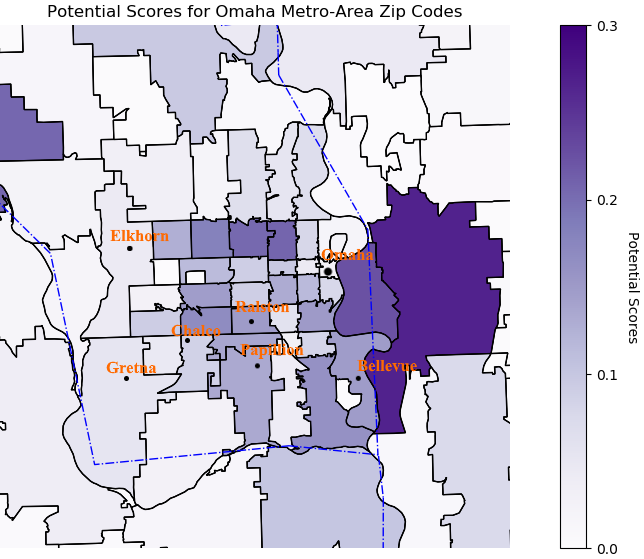 Potential Scores for Omaha Metro-Area Zip Codes
0.3
0.2
0.1
0.0
Potential Scores
Elkhorn
Omaha
Ralston
Chalco
Papillion
Gretna
Bellevue